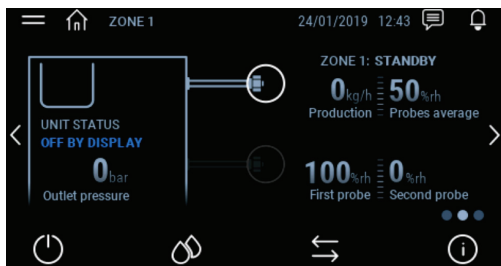 ZONE 1
24/01/2019 12:43
ZONE 1: STANDBY
0kg/h 50%rh
Production Probes average
UNIT STATUS
OFF BY DISPLAY
0bar
Outlet pressure
100%rh 0%rh
First probe Second probe